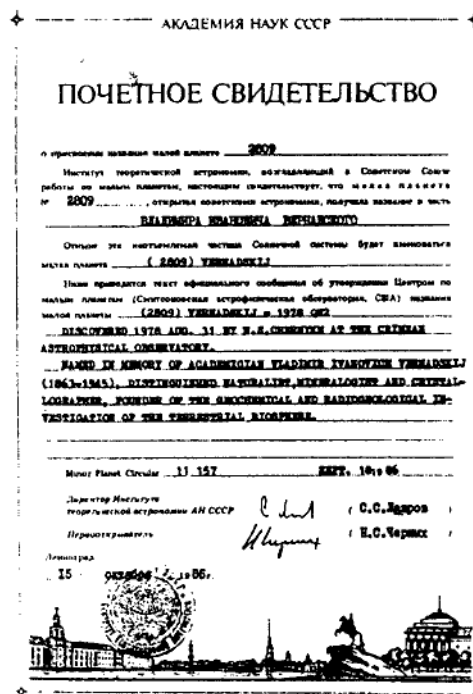 АКАДЕМИЯ НАУК СССР
ПОЧЕТНОЕ СВИДЕТЕЛЬСТВО
о присвоении названия малой планете 2809
Институт теоретической астрономии, возглавляющий в Советском Союзе
работы по малым планетам, настоящим свидетельствует, что малая планета
№ 2809, открытая советскими астрономами, получила название в честь
ВЛАДИМИРА ИВАНОВИЧА ВЕРНАДСКОГО
Отныне эта неотъемлемая частица Солнечной системы будет именоваться
малая планета (2809) VERNADSKIJ
Ниже приводится текст официального сообщения об утверждении Центром по
малым планетам (Смитсоновская астрофизическая обсерватория, США) названия
малой планеты (2809) VERNADSKIJ = 1978 QW2
DISCOVERED 1978 AUG. 31 BY N.S.CHERNYKH AT THE CRIMEAN
ASTROPHYSICAL OBSERVATORY.
NAMED IN MEMORY OF ACADEMICIAN VLADIMIR IVANOVICH VERNADSKIJ
(1863-1945), DISTINGUISHED NATURALIST,MINERALOGIST AND CRYSTAL-
LOGRAPHER, FOUNDER OF THE GEOCHEMICAL AND RADIOGEOLOGICAL IN-
VESTIGATION OF THE TERRESTRIAL BIOSPHERE.
Minor Planet Circular 11 157 SEPT. 18, 1986
Директор Института
теоретической астрономии АН СССР ( С.С.Лавров )
Первооткрыватель ( Н.С.Черных )
Ленинград
15 октября 1986г.